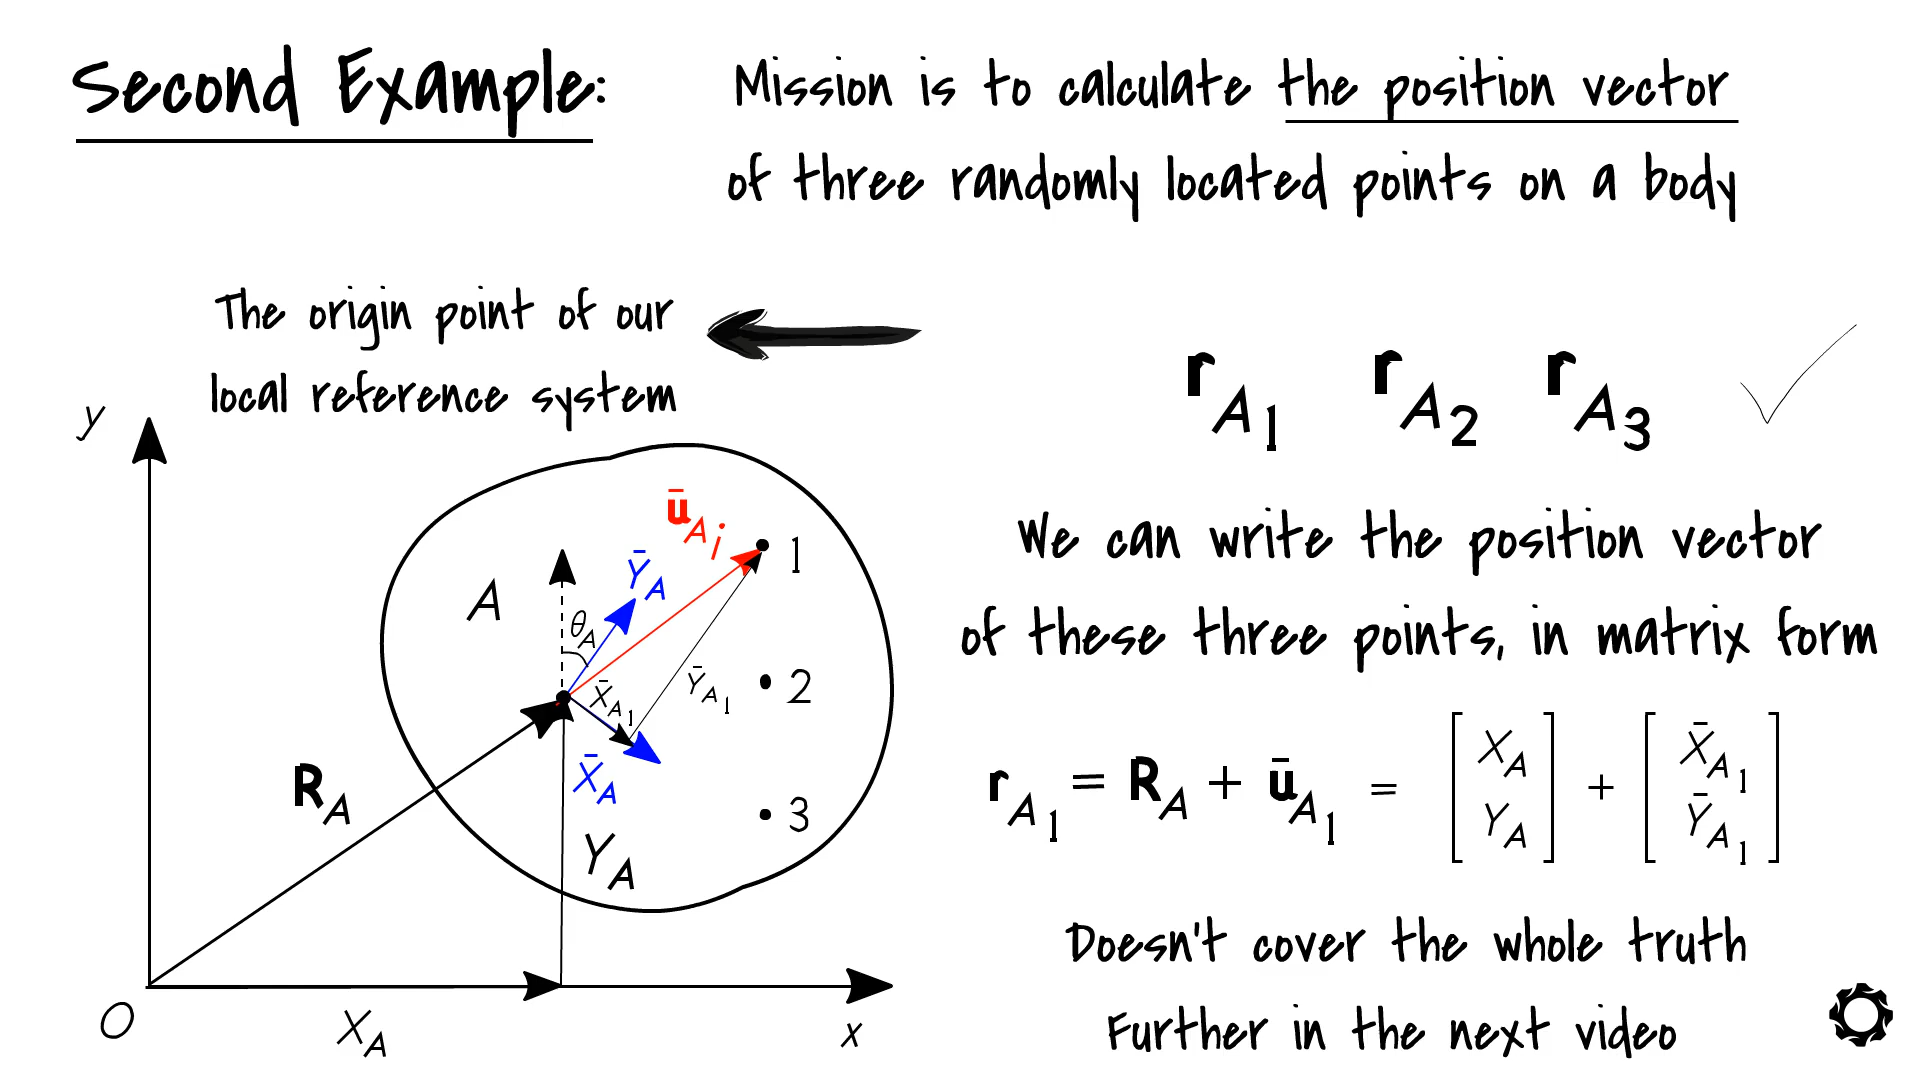 Second Example:
Mission is to calculate the position vector
of three randomly located points on a body
The origin point of our
local reference system
r_{A_1} r_{A_2} r_{A_3}
We can write the position vector
of these three points, in matrix form
r_{A_1} = R_A + ū_{A_1} = [X_A Y_A] + [X̄_{A_1} Ȳ_{A_1}]
Doesn't cover the whole truth
Further in the next video
y
ū_{Ai}
1
Ȳ_A
A
θ_A
X̄_{A_1}
Ȳ_{A_1}
2
X̄_A
R_A
3
Y_A
O
X_A
x